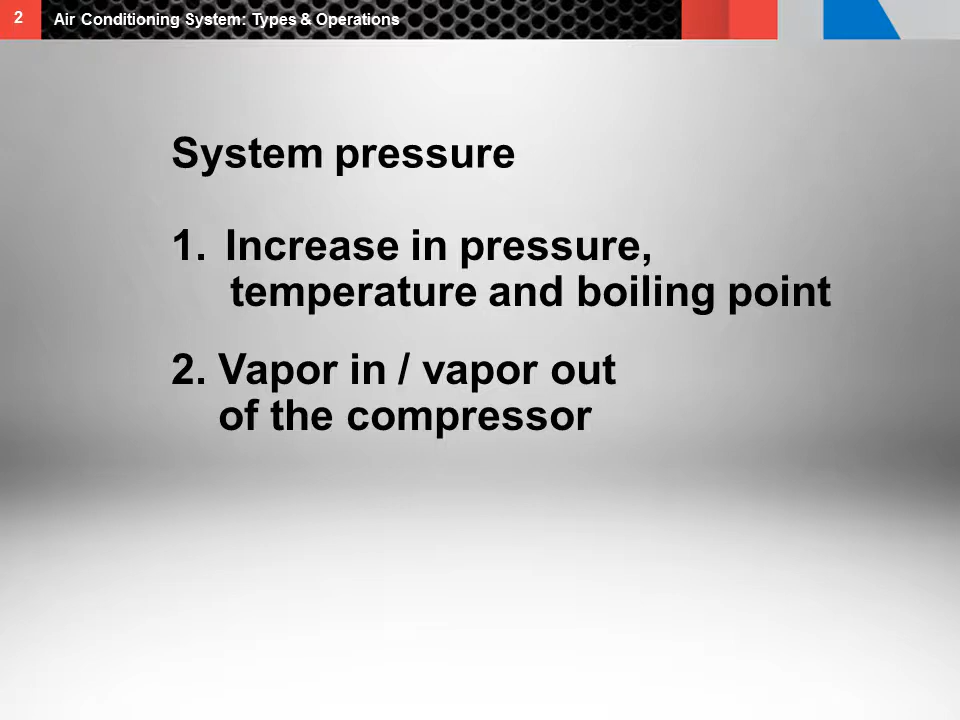 2
Air Conditioning System: Types & Operations
System pressure
1. Increase in pressure,
temperature and boiling point
2. Vapor in / vapor out
of the compressor